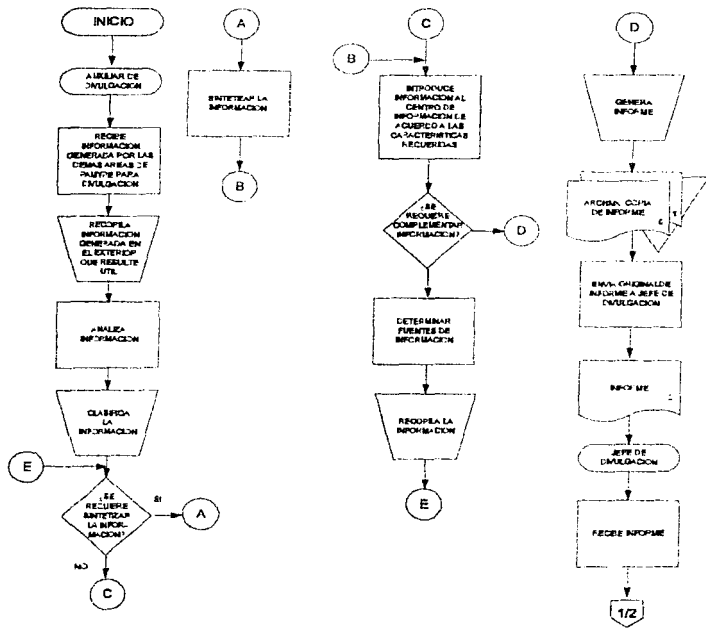 INICIO
AUXILIAR DE
DIVULGACION
RECIBE
INFORMACION
GENERADA POR LAS
DEMAS AREAS DE
PAMYPE PARA
DIVULGACION
RECOPILA
INFORMACION
GENERADA EN
EL EXTERIOR
QUE RESULTE
UTIL
ANALIZA
INFORMACION
CLASIFICA
LA
INFORMACION
E
¿SE
REQUIERE
SINTETIZAR
LA INFOR-
MACION?
SI
A
NO
C
A
SINTETIZAR LA
INFORMACION
B
C
B
INTRODUCE
INFORMACION AL
CENTRO DE
INFORMACION DE
ACUERDO A LAS
CARACTERISTICAS
REQUERIDAS
¿SE
REQUIERE
COMPLEMENTAR
INFORMACION?
D
DETERMINAR
FUENTES DE
INFORMACION
RECOPILA LA
INFORMACION
E
D
GENERA
INFORME
ARCHIVA COPIA
DE INFORME
ENVIA ORIGINAL DE
INFORME A JEFE DE
DIVULGACION
INFORME
JEFE DE
DIVULGACION
RECIBE INFORME
1/2